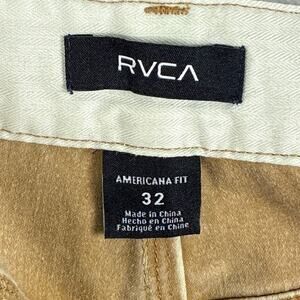 RVCA
AMERICANA FIT
32
Made in China
Hecho en China
Fabriqué en Chine